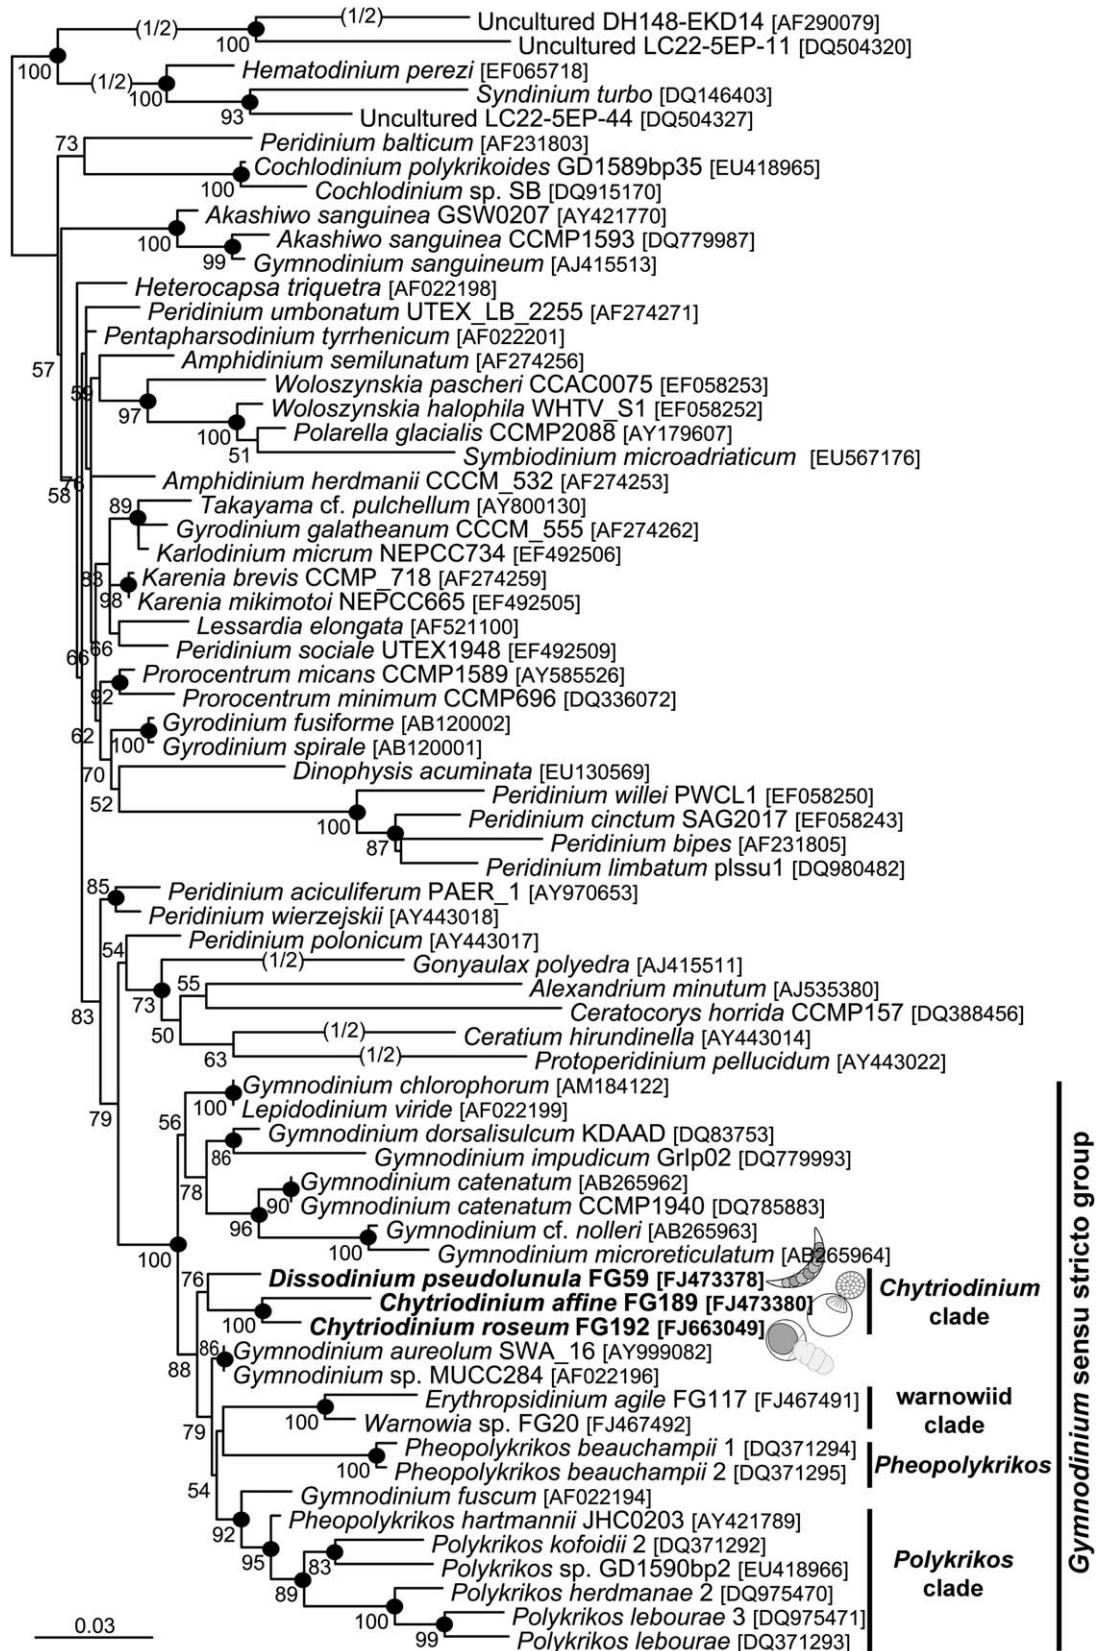 (1/2)
Uncultured DH148-EKD14 [AF290079]
(1/2)
100
Uncultured LC22-5EP-11 [DQ504320]
100
Hematodinium perezi [EF065718]
(1/2)
100
Syndinium turbo [DQ146403]
93
Uncultured LC22-5EP-44 [DQ504327]
73
Peridinium balticum [AF231803]
Cochlodinium polykrikoides GD1589bp35 [EU418965]
100
Cochlodinium sp. SB [DQ915170]
Akashiwo sanguinea GSW0207 [AY421770]
100
Akashiwo sanguinea CCMP1593 [DQ779987]
99
Gymnodinium sanguineum [AJ415513]
Heterocapsa triquetra [AF022198]
Peridinium umbonatum UTEX_LB_2255 [AF274271]
Pentapharsodinium tyrrhenicum [AF022201]
57
Amphidinium semilunatum [AF274256]
59
Woloszynskia pascheri CCAC0075 [EF058253]
97
Woloszynskia halophila WHTV_S1 [EF058252]
100
Polarella glacialis CCMP2088 [AY179607]
51
Symbiodinium microadriaticum [EU567176]
58
Amphidinium herdmanii CCCM_532 [AF274253]
89
Takayama cf. pulchellum [AY800130]
Gyrodinium galatheanum CCCM_555 [AF274262]
Karlodinium micrum NEPCC734 [EF492506]
83
Karenia brevis CCMP_718 [AF274259]
98
Karenia mikimotoi NEPCC665 [EF492505]
Lessardia elongata [AF521100]
66
66
Peridinium sociale UTEX1948 [EF492509]
Prorocentrum micans CCMP1589 [AY585526]
92
Prorocentrum minimum CCMP696 [DQ336072]
Gyrodinium fusiforme [AB120002]
62
100
Gyrodinium spirale [AB120001]
70
Dinophysis acuminata [EU130569]
52
Peridinium willei PWCL1 [EF058250]
100
Peridinium cinctum SAG2017 [EF058243]
87
Peridinium bipes [AF231805]
Peridinium limbatum plssu1 [DQ980482]
85
Peridinium aciculiferum PAER_1 [AY970653]
Peridinium wierzejskii [AY443018]
54
Peridinium polonicum [AY443017]
(1/2)
Gonyaulax polyedra [AJ415511]
73
55
Alexandrium minutum [AJ535380]
83
Ceratocorys horrida CCMP157 [DQ388456]
50
(1/2)
Ceratium hirundinella [AY443014]
63
(1/2)
Protoperidinium pellucidum [AY443022]
Gymnodinium chlorophorum [AM184122]
100
Lepidodinium viride [AF022199]
79
56
Gymnodinium dorsalisulcum KDAAD [DQ83753]
86
Gymnodinium impudicum GrIp02 [DQ779993]
78
Gymnodinium catenatum [AB265962]
90
Gymnodinium catenatum CCMP1940 [DQ785883]
96
Gymnodinium cf. nolleri [AB265963]
100
100
Gymnodinium microreticulatum [AB265964]
76
Dissodinium pseudolunula FG59 [FJ473378]
Chytriodinium affine FG189 [FJ473380]
100
Chytriodinium roseum FG192 [FJ663049]
Chytriodinium
clade
86
Gymnodinium aureolum SWA_16 [AY999082]
88
Gymnodinium sp. MUCC284 [AF022196]
Erythropsidinium agile FG117 [FJ467491]
100
Warnowia sp. FG20 [FJ467492]
warnowiid
clade
79
Pheopolykrikos beauchampii 1 [DQ371294]
100
Pheopolykrikos beauchampii 2 [DQ371295]
Pheopolykrikos
54
Gymnodinium fuscum [AF022194]
92
Pheopolykrikos hartmannii JHC0203 [AY421789]
95
Polykrikos kofoidii 2 [DQ371292]
83
Polykrikos sp. GD1590bp2 [EU418966]
89
Polykrikos herdmanae 2 [DQ975470]
100
Polykrikos lebourae 3 [DQ975471]
99
Polykrikos lebourae [DQ371293]
Polykrikos
clade
Gymnodinium sensu stricto group
0.03